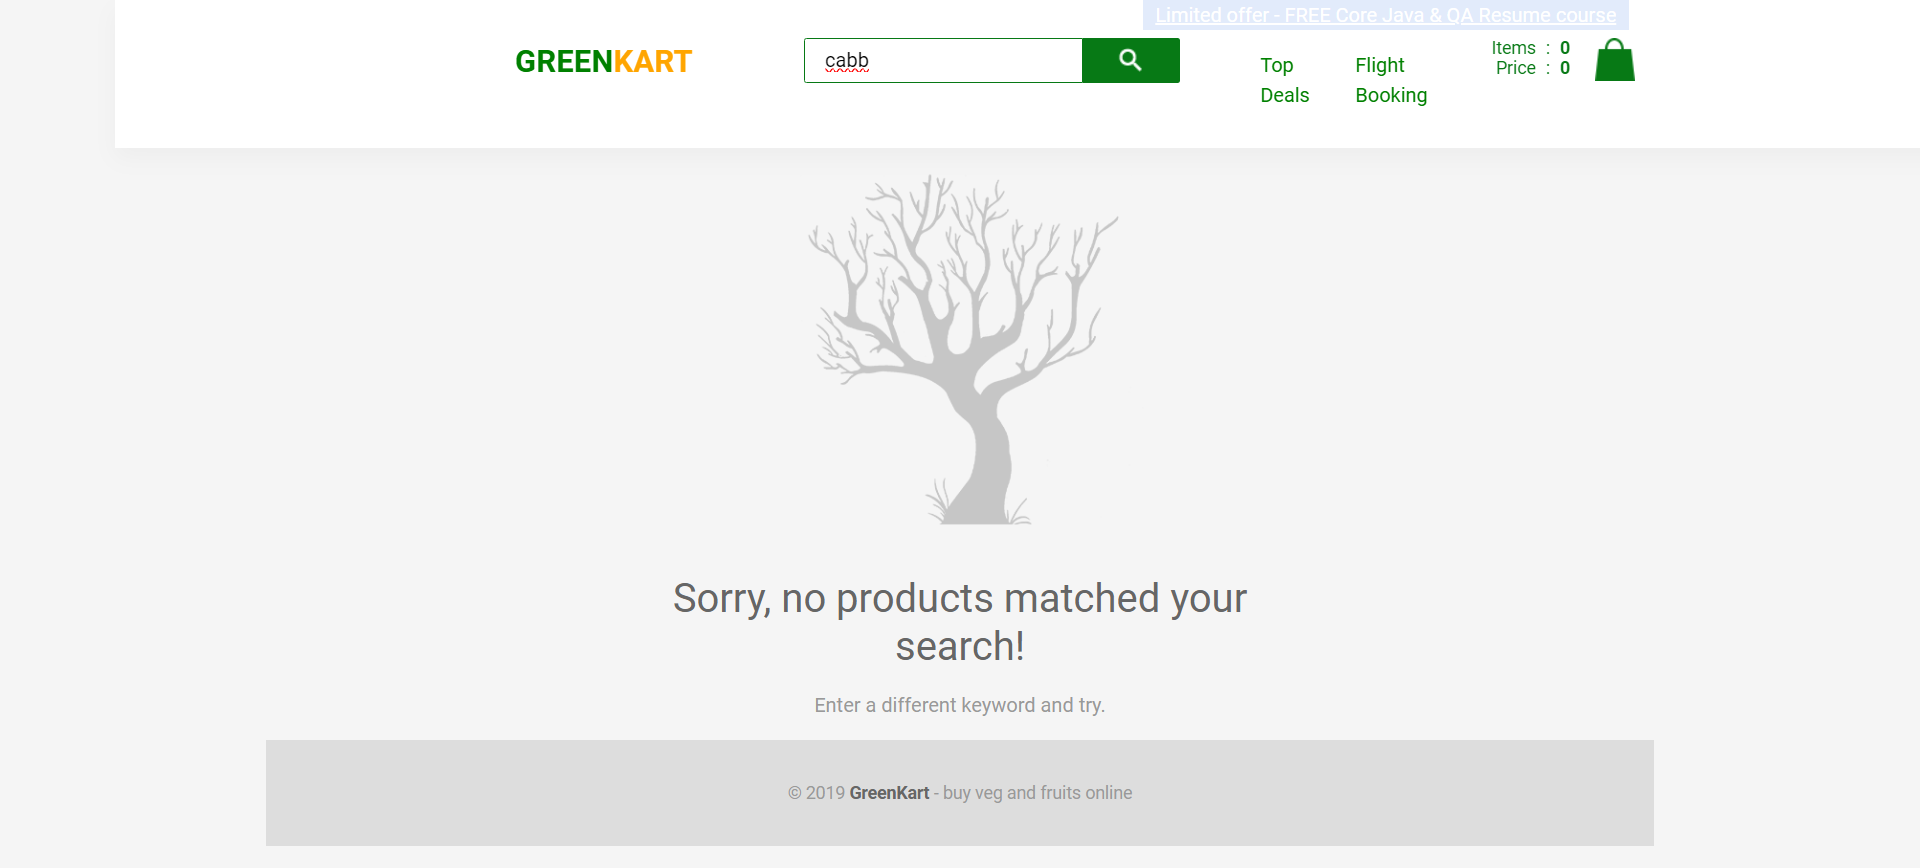 Limited offer - FREE Core Java & QA Resume course
GREENKART
cabb
Top
Deals
Flight
Booking
Items : 0
Price : 0
Sorry, no products matched your
search!
Enter a different keyword and try.
© 2019 GreenKart - buy veg and fruits online